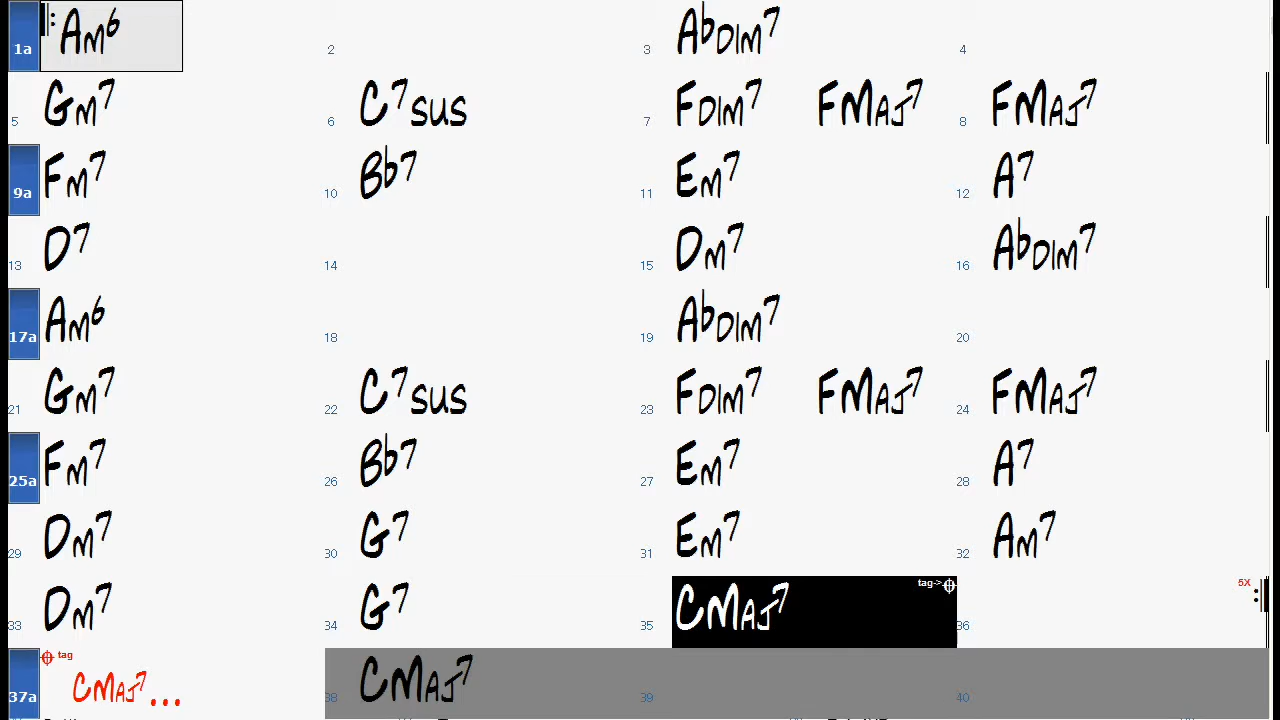 1a Am6 2 3 Abdim7 4
5 Gm7 6 C7sus 7 Fdim7 FMaj7 8 FMaj7
9a Fm7 10 Bb7 11 Em7 12 A7
13 D7 14 15 Dm7 16 Abdim7
17a Am6 18 19 Abdim7 20
21 Gm7 22 C7sus 23 Fdim7 FMaj7 24 FMaj7
25a Fm7 26 Bb7 27 Em7 28 A7
29 Dm7 30 G7 31 Em7 32 Am7
33 Dm7 34 G7 35 CMaj7 tag-> 36 5X
37a tag CMaj7... 38 CMaj7 39 40